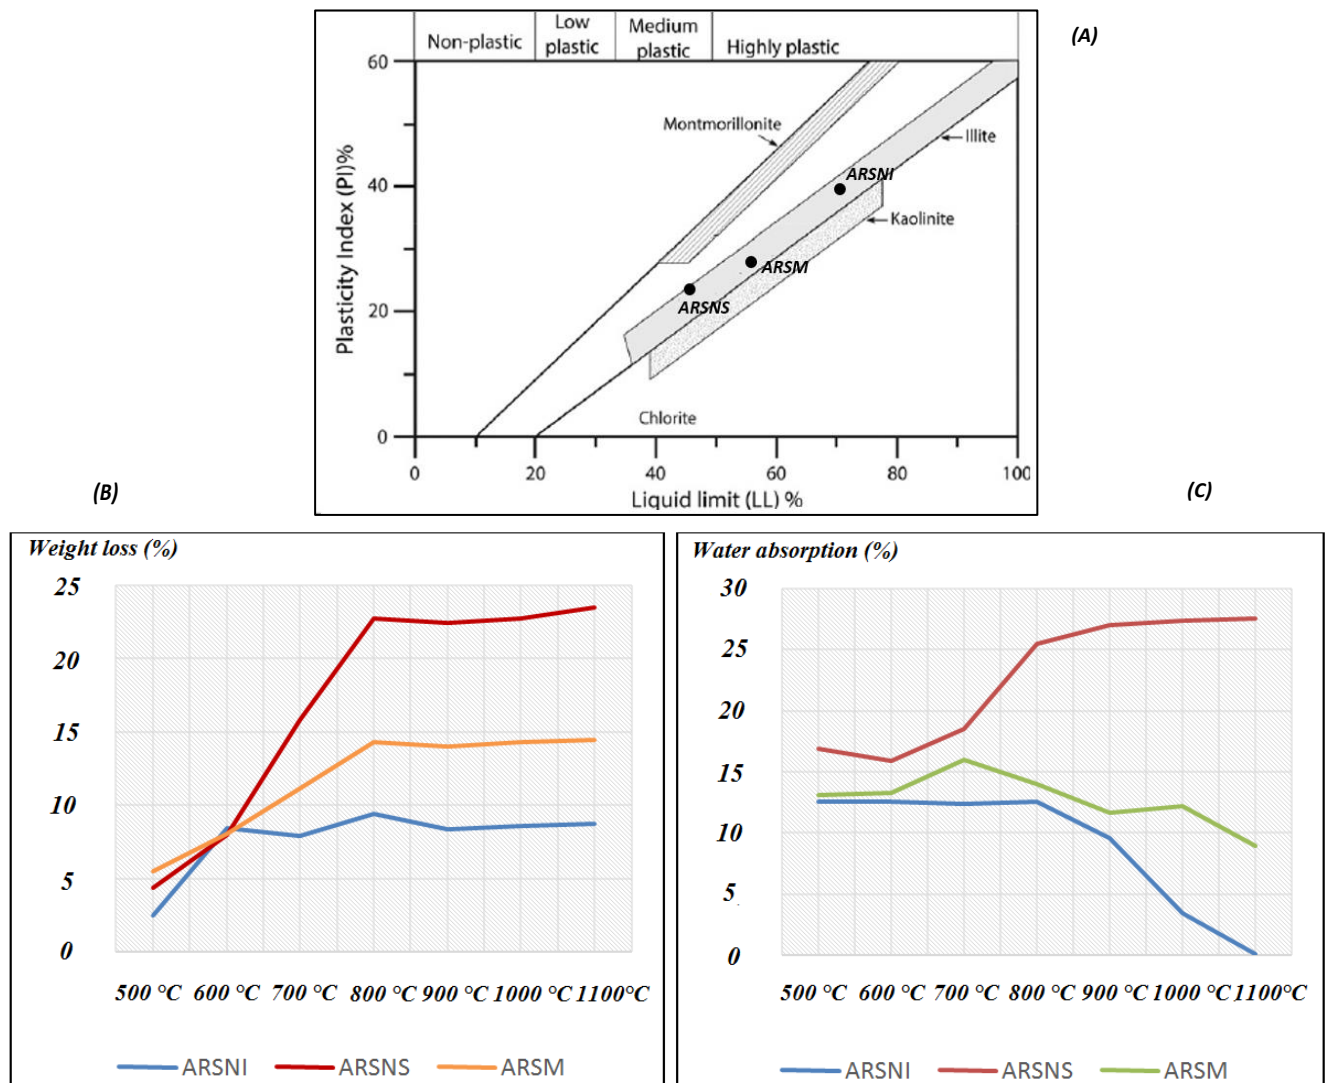 (A)
Non-plastic
Low plastic
Medium plastic
Highly plastic
Plasticity Index (PI)%
60
40
20
0
Montmorillonite
Illite
Kaolinite
Chlorite
ARSNI
ARSM
ARSNS
0 20 40 60 80 100
Liquid limit (LL) %
(B)
Weight loss (%)
25
20
15
10
5
0
500 °C 600 °C 700 °C 800 °C 900 °C 1000 °C 1100°C
ARSNI ARSNS ARSM
(C)
Water absorption (%)
30
25
20
15
10
5
0
500 °C 600 °C 700 °C 800 °C 900 °C 1000 °C 1100°C
ARSNI ARSNS ARSM